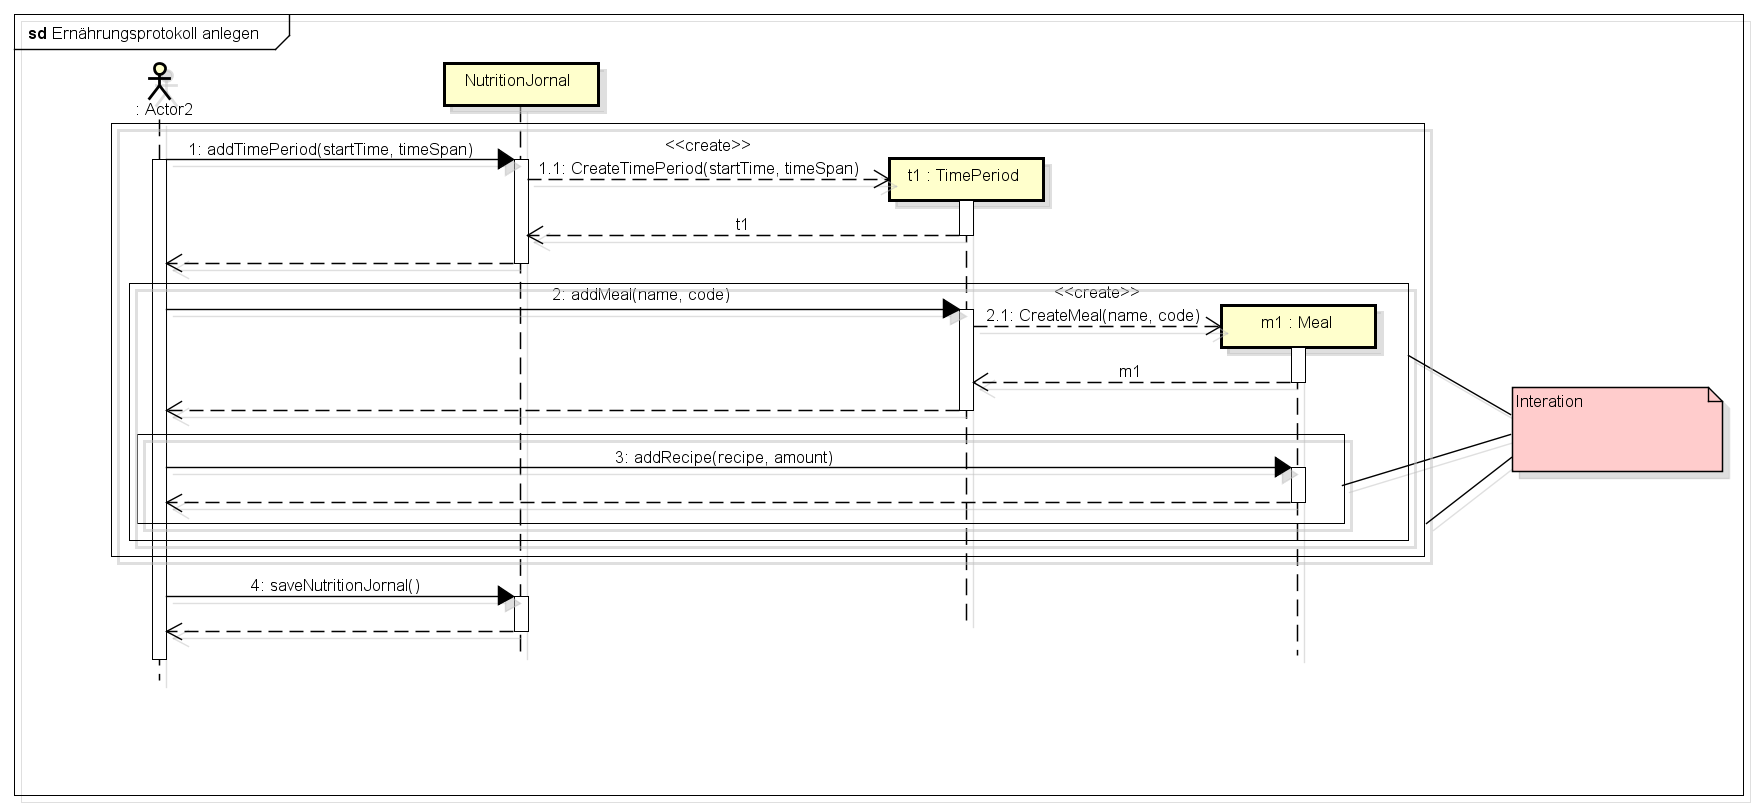 sd Ernährungsprotokoll anlegen
: Actor2
NutritionJornal
1: addTimePeriod(startTime, timeSpan)
<<create>>
1.1: CreateTimePeriod(startTime, timeSpan)
t1 : TimePeriod
t1
2: addMeal(name, code)
<<create>>
2.1: CreateMeal(name, code)
m1 : Meal
m1
Interation
3: addRecipe(recipe, amount)
4: saveNutritionJornal()